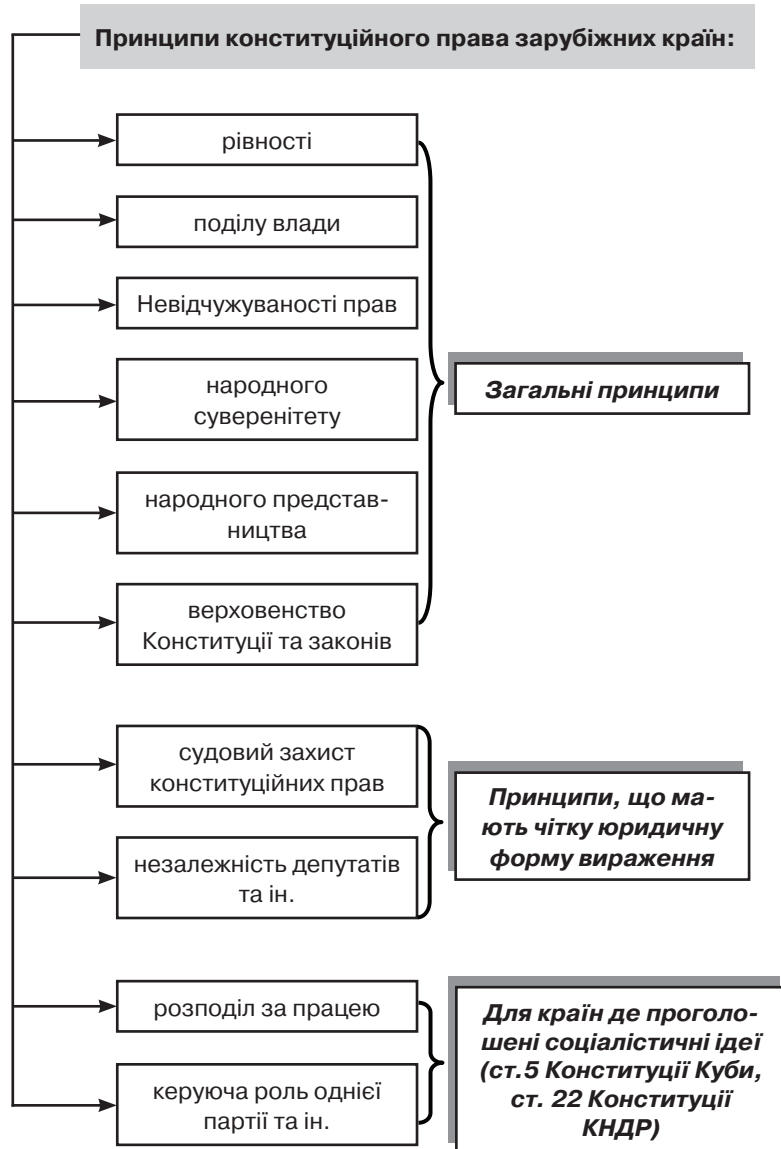 Принципи конституційного права зарубіжних країн:
рівності
поділу влади
Невідчужуваності прав
народного
суверенітету
народного представ-
ництва
верховенство
Конституції та законів
Загальні принципи
судовий захист
конституційних прав
незалежність депутатів
та ін.
Принципи, що ма-
ють чітку юридичну
форму вираження
розподіл за працею
керуюча роль однієї
партії та ін.
Для країн де проголо-
шені соціалістичні ідеї
(ст.5 Конституції Куби,
ст. 22 Конституції
КНДР)